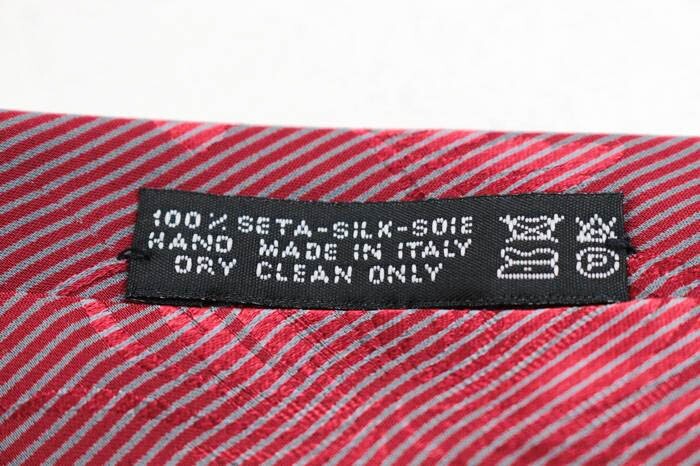 100% SETA-SILK-SOIE
HAND MADE IN ITALY
DRY CLEAN ONLY
P